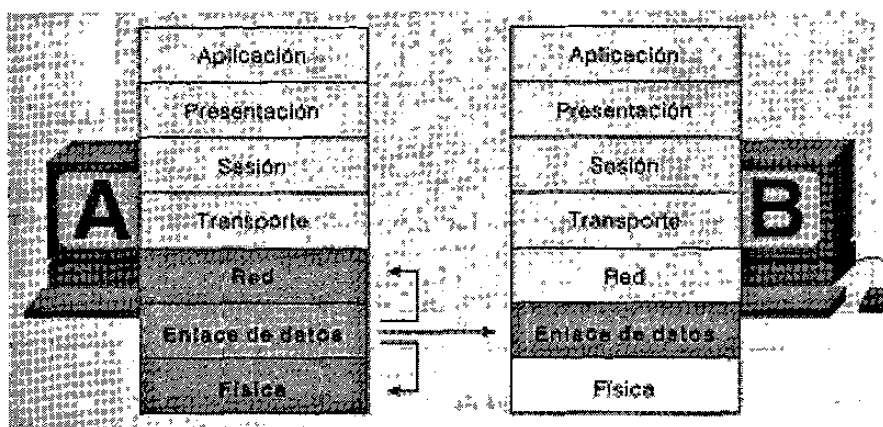 Aplicación
Presentación
Sesión
Transporte
Red
Enlace de datos
Física
A
Aplicación
Presentación
Sesión
Transporte
Red
Enlace de datos
Física
B